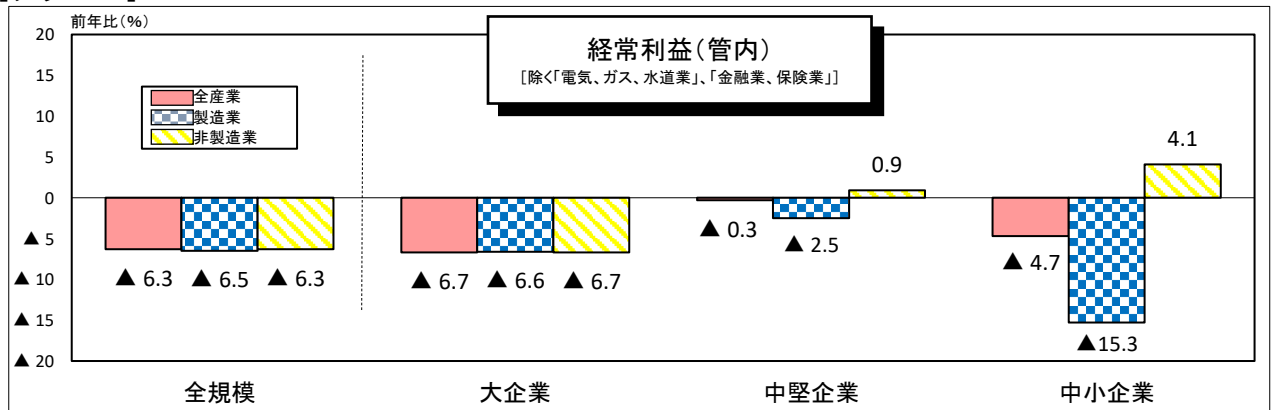 前年比(%)
経常利益(管内)
[除く「電気、ガス、水道業」、「金融業、保険業」]
全産業
製造業
非製造業
20
15
10
5
0
▲ 5
▲ 10
▲ 15
▲ 20
▲ 6.3 ▲ 6.5 ▲ 6.3
▲ 6.7 ▲ 6.6 ▲ 6.7
▲ 0.3 ▲ 2.5 0.9
▲ 4.7 ▲15.3 4.1
全規模 大企業 中堅企業 中小企業